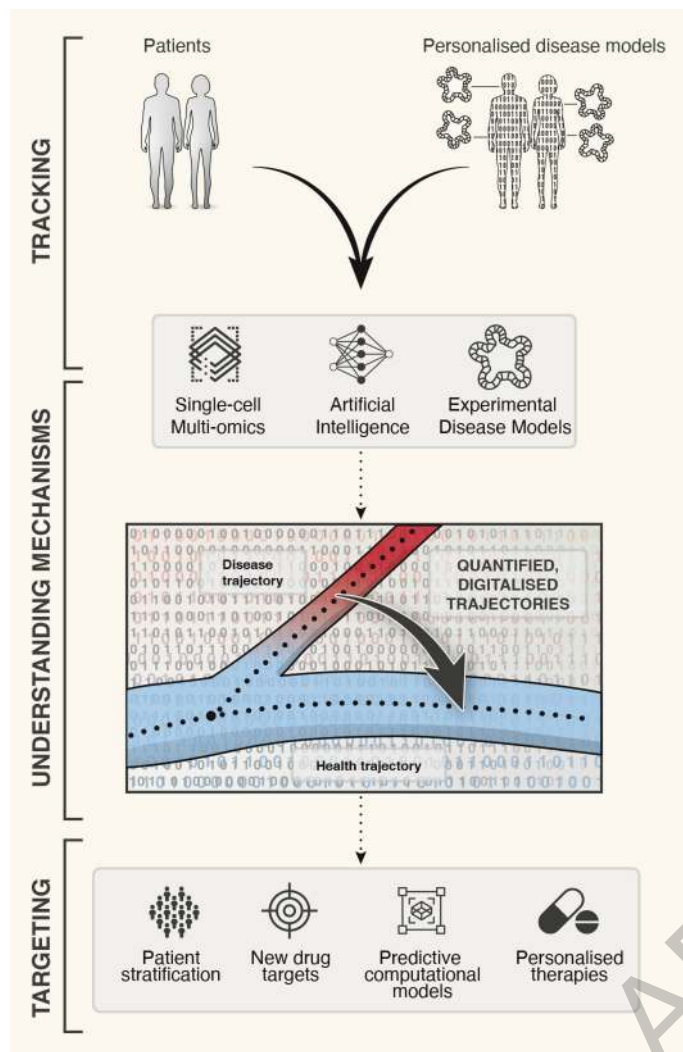 Patients
Personalised disease models
TRACKING
Single-cell
Multi-omics
Artificial
Intelligence
Experimental
Disease Models
UNDERSTANDING MECHANISMS
Disease
trajectory
QUANTIFIED,
DIGITALISED
TRAJECTORIES
Health trajectory
TARGETING
Patient
stratification
New drug
targets
Predictive
computational
models
Personalised
therapies